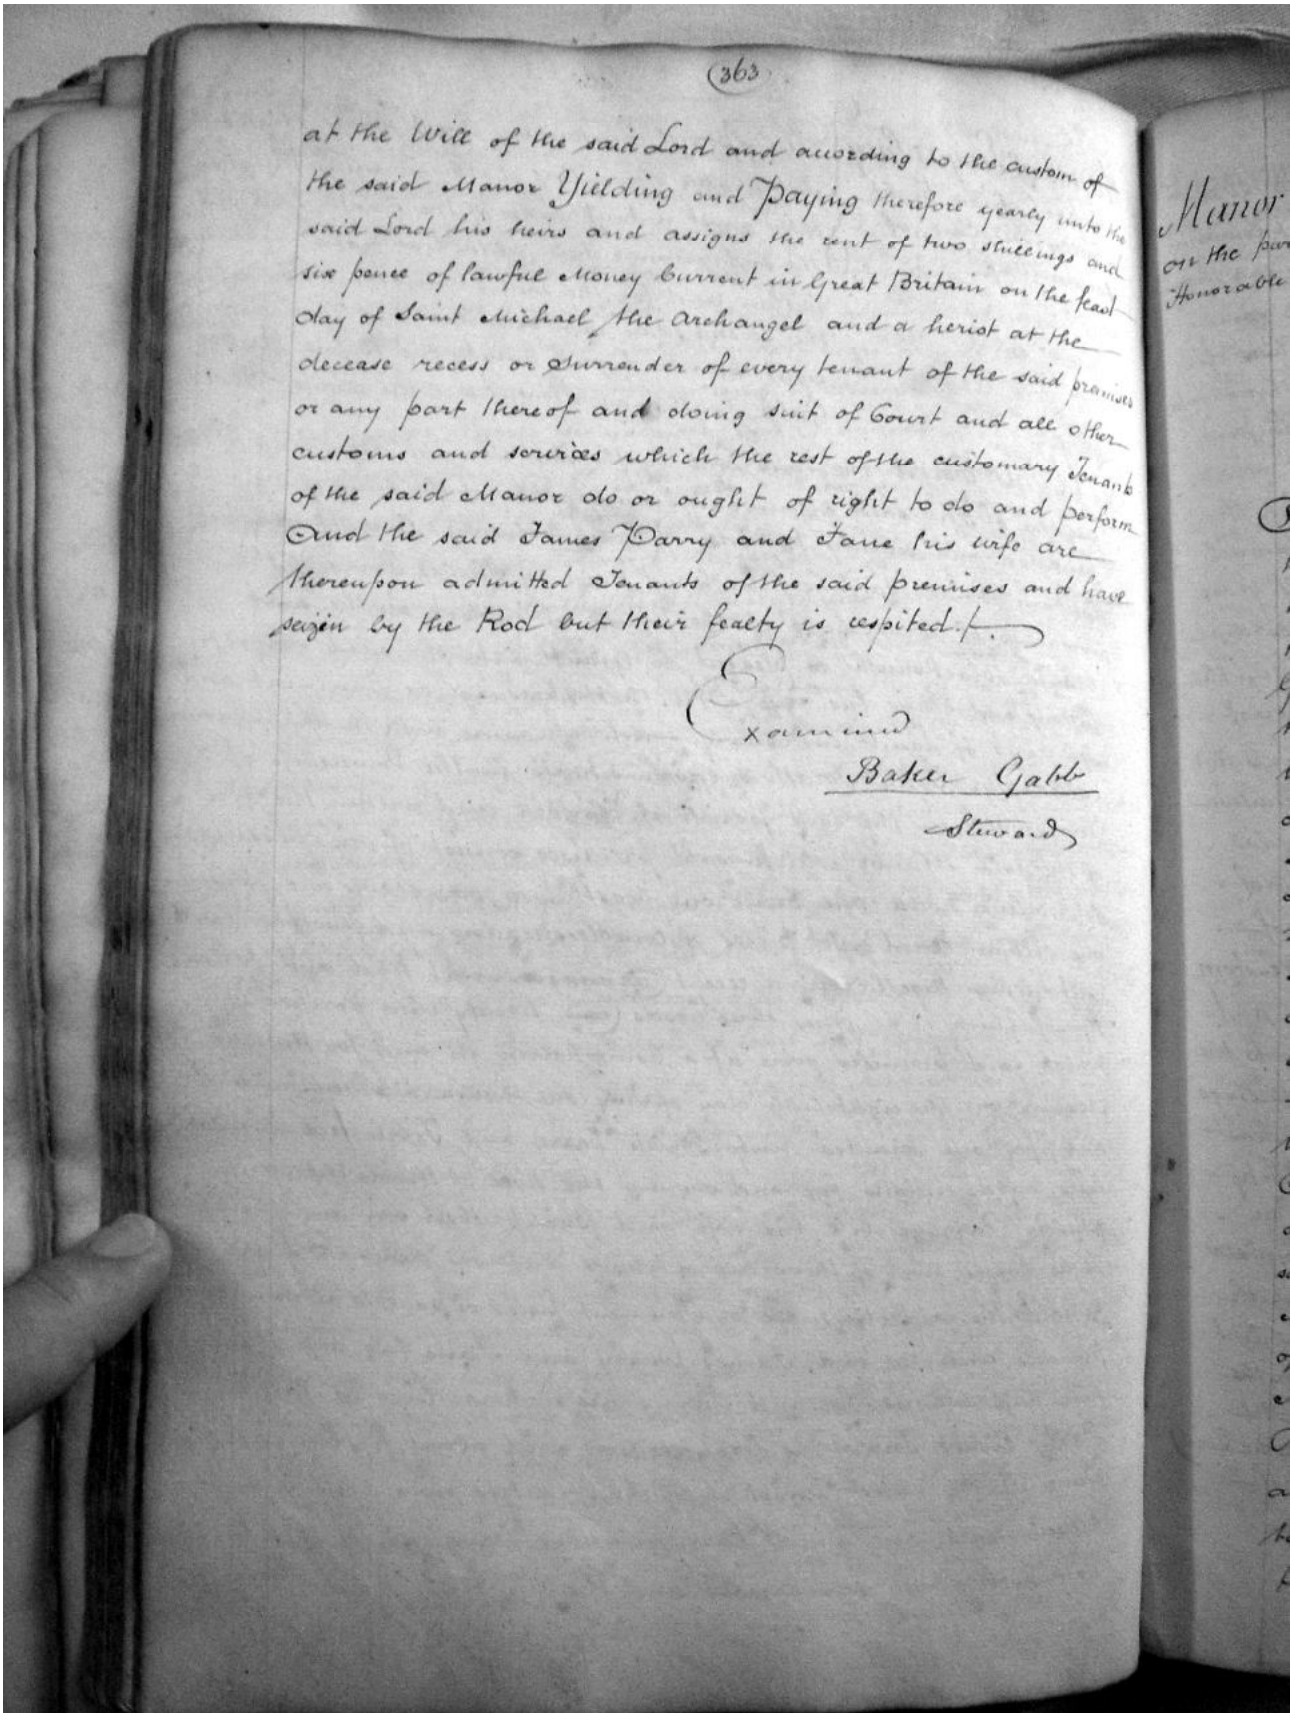 363
at the Will of the said Lord and according to the custom of
the said Manor Yielding and Paying therefore yearly unto the
said Lord his heirs and assigns the rent of two shillings and
six pence of lawful Money Current in Great Britain on the feast
day of Saint Michael the Archangel and a heriot at the
decease recess or Surrender of every tenant of the said premises
or any part thereof and doing suit of Court and all other
customs and services which the rest of the customary Tenants
of the said Manor do or ought of right to do and perform
And the said James Parry and Jane his wife are
thereupon admitted Tenants of the said premises and have
seizin by the Rod but their fealty is respited.
Examined
Baker Gabb
Steward
Manor
on the
Honorable